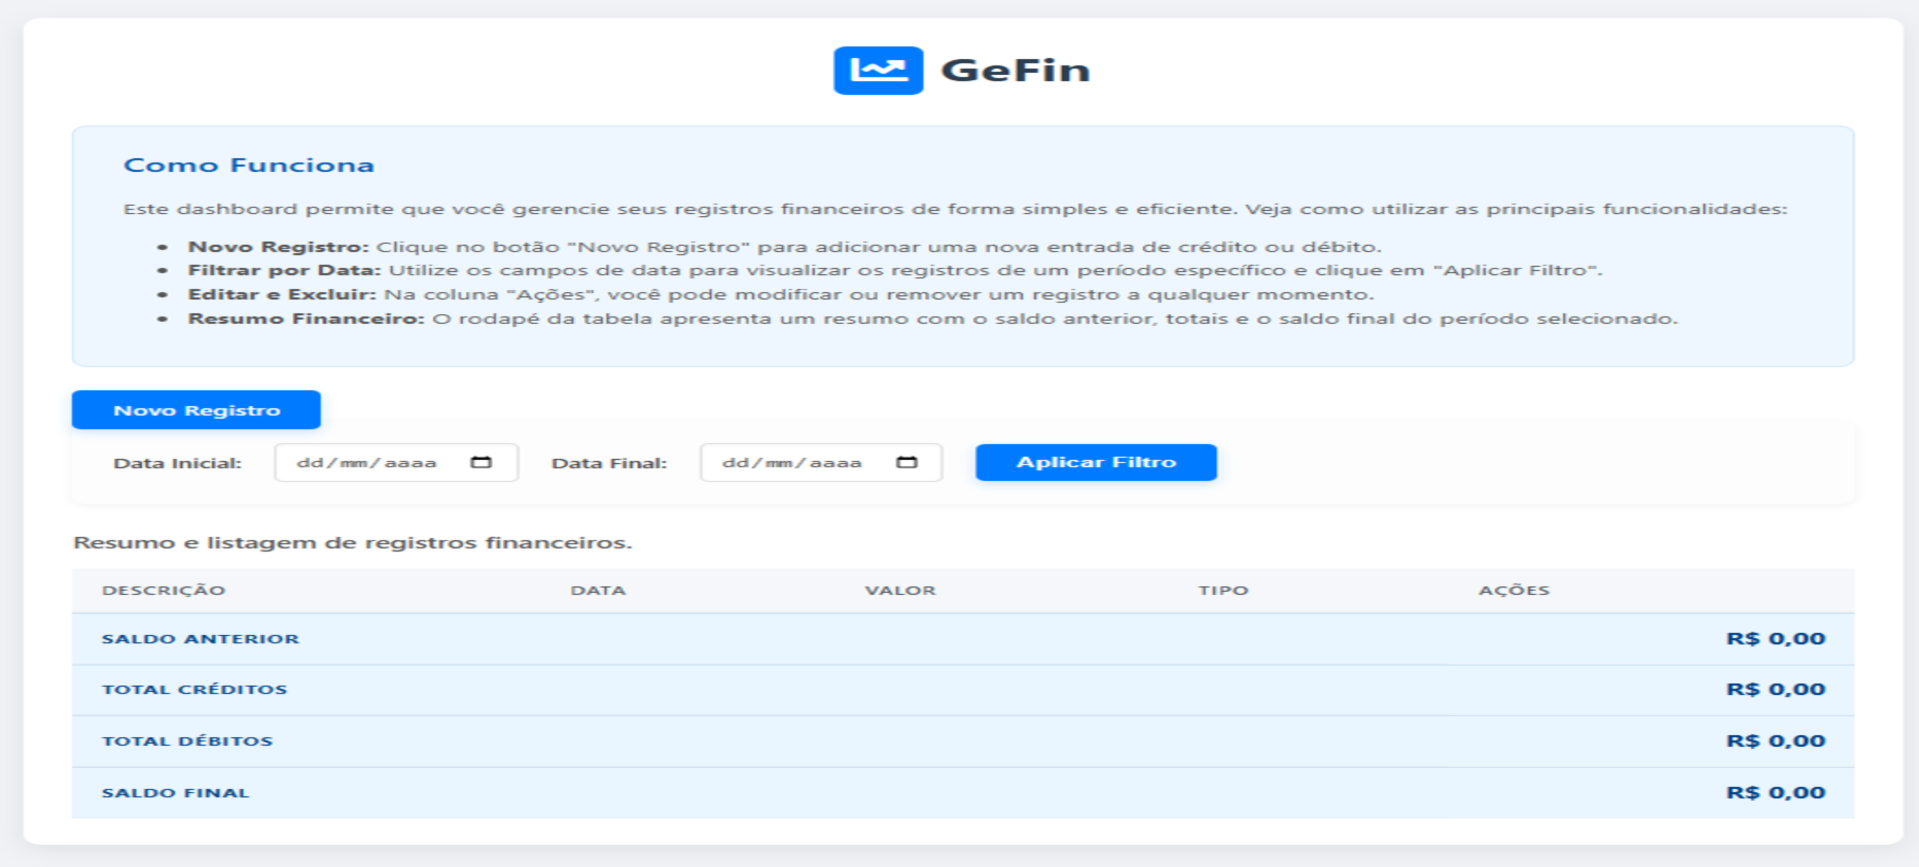 GeFin
Como Funciona
Este dashboard permite que você gerencie seus registros financeiros de forma simples e eficiente. Veja como utilizar as principais funcionalidades:
Novo Registro: Clique no botão "Novo Registro" para adicionar uma nova entrada de crédito ou débito.
Filtrar por Data: Utilize os campos de data para visualizar os registros de um período específico e clique em "Aplicar Filtro".
Editar e Excluir: Na coluna "Ações", você pode modificar ou remover um registro a qualquer momento.
Resumo Financeiro: O rodapé da tabela apresenta um resumo com o saldo anterior, totais e o saldo final do período selecionado.
Novo Registro
Data Inicial: dd/mm/aaaa Data Final: dd/mm/aaaa Aplicar Filtro
Resumo e listagem de registros financeiros.
DESCRIÇÃO DATA VALOR TIPO AÇÕES
SALDO ANTERIOR R$ 0,00
TOTAL CRÉDITOS R$ 0,00
TOTAL DÉBITOS R$ 0,00
SALDO FINAL R$ 0,00